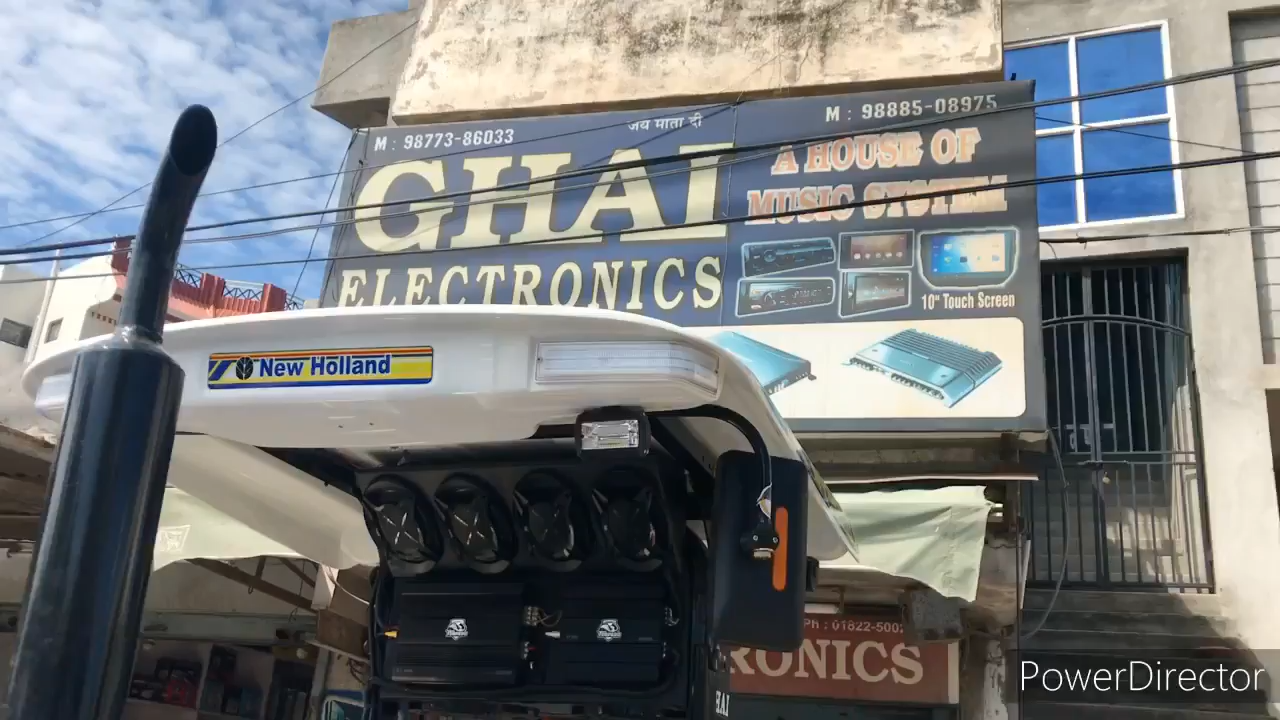 M : 98773-86033
जय माता दी
M : 98885-08975
GHAI
ELECTRONICS
A HOUSE OF
MUSIC SYSTEM
10" Touch Screen
New Holland
PH : 01822-5002
RONICS
HAI
PowerDirector